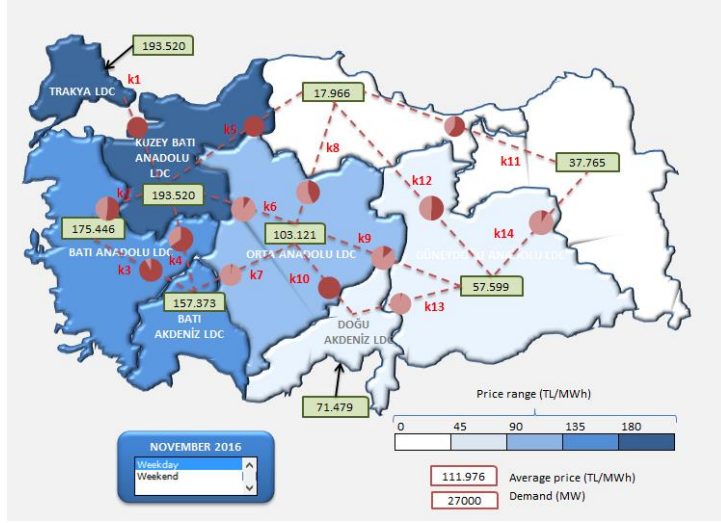 193.520
k1
TRAKYA LDC
17.966
k5
KUZEY BATI
ANADOLU
LDC
k8
k11
37.765
k2
193.520
k12
k6
175.446
103.121
k14
BATI ANADOLU LDC
k4
ORTA ANADOLU LDC
k9
GÜNEYDOĞU ANADOLU LDC
k3
k7
k10
57.599
157.373
BATI
AKDENİZ LDC
k13
DOĞU
AKDENİZ LDC
71.479
Price range (TL/MWh)
0 45 90 135 180
NOVEMBER 2016
Weekday
Weekend
111.976 Average price (TL/MWh)
27000 Demand (MW)